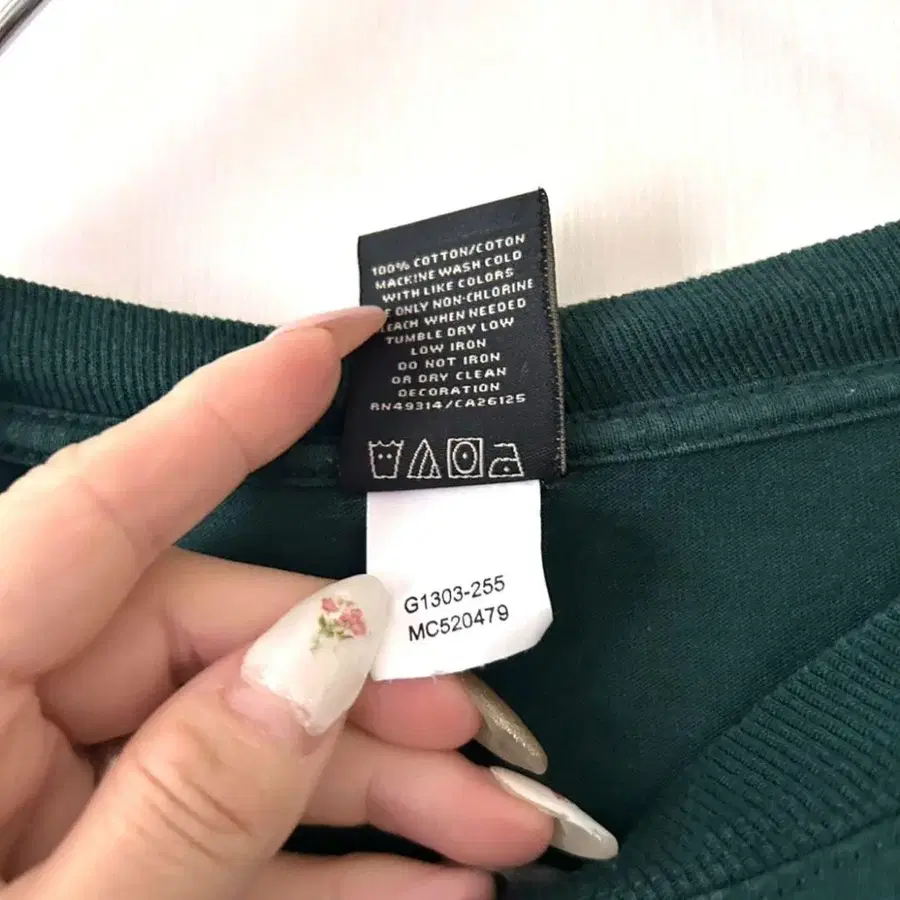 100% COTTON/COTON
MACHINE WASH COLD
WITH LIKE COLORS
ONLY NON-CHLORINE
WHEN NEEDED
TUMBLE DRY LOW
LOW IRON
DO NOT IRON
OR DRY CLEAN
DECORATION
RN49314/CA26125
G1303-255
MC520479